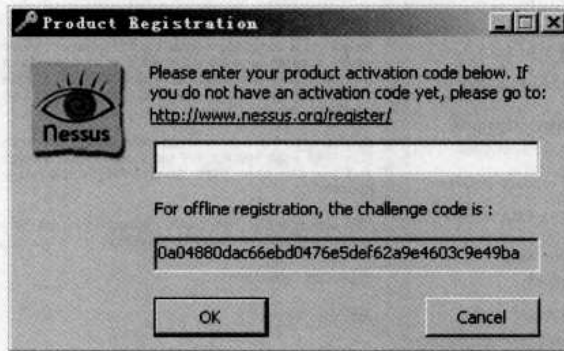 Product Registration
Please enter your product activation code below. If
you do not have an activation code yet, please go to:
http://www.nessus.org/register/
Nessus
For offline registration, the challenge code is :
0a04880dac66ebd0476e5def62a9e4603c9e49ba
OK
Cancel